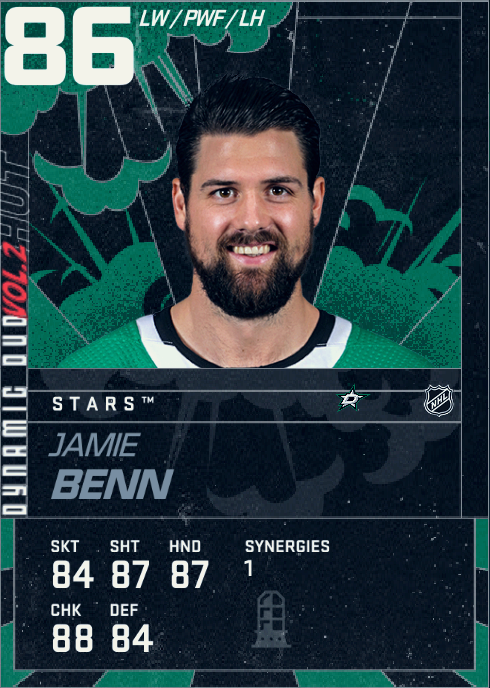 86
LW / PWF / LH
HUT
DYNAMIC DUO VOL.2
STARS™
NHL
JAMIE
BENN
SKT SHT HND SYNERGIES
84 87 87 1
CHK DEF
88 84